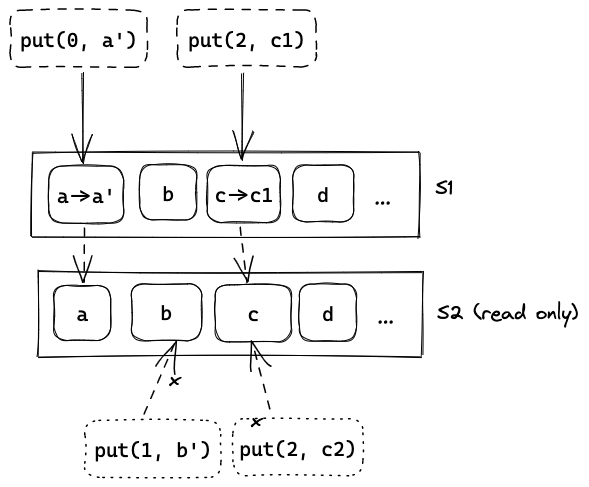 put(0, a')
put(2, c1)
a→a'
b
c→c1
d
...
S1
a
b
c
d
...
S2 (read only)
x
x
put(1, b')
put(2, c2)